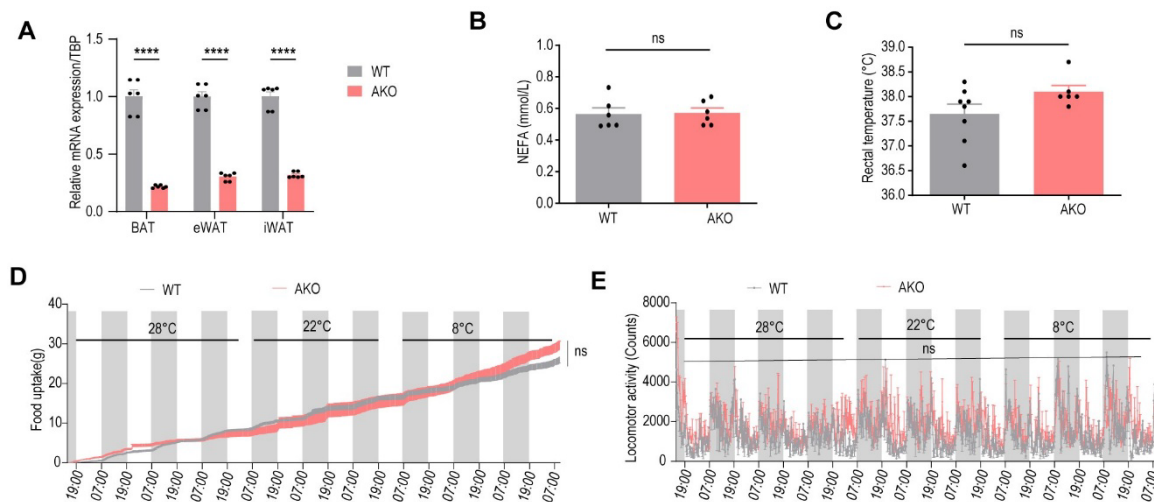 A
Relative mRNA expression/TBP
1.5
1.0
0.5
0.0
****
****
****
WT
AKO
BAT
eWAT
iWAT
B
NEFA (mmol/L)
1.0
0.8
0.6
0.4
0.2
0.0
ns
WT
AKO
C
Rectal temperature (°C)
39.0
38.5
38.0
37.5
37.0
36.5
36.0
ns
WT
AKO
D
WT
AKO
Food uptake(g)
40
30
20
10
0
28°C
22°C
8°C
ns
19:00
07:00
19:00
07:00
19:00
07:00
19:00
07:00
19:00
07:00
19:00
07:00
19:00
07:00
19:00
07:00
19:00
07:00
19:00
07:00
E
WT
AKO
Locomotor activity (Counts)
8000
6000
4000
2000
0
28°C
22°C
8°C
ns
19:00
07:00
19:00
07:00
19:00
07:00
19:00
07:00
19:00
07:00
19:00
07:00
19:00
07:00
19:00
07:00
19:00
07:00
19:00
07:00